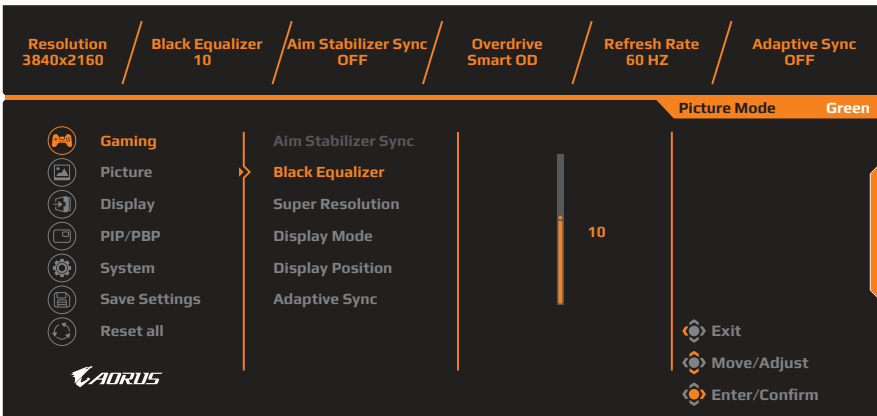 Resolution Black Equalizer Aim Stabilizer Sync Overdrive Refresh Rate Adaptive Sync
3840x2160 10 OFF Smart OD 60 HZ OFF
Picture Mode Green
Gaming Aim Stabilizer Sync
Picture Black Equalizer
Display Super Resolution
PIP/PBP Display Mode 10
System Display Position
Save Settings Adaptive Sync
Reset all Exit
AORUS Move/Adjust
Enter/Confirm